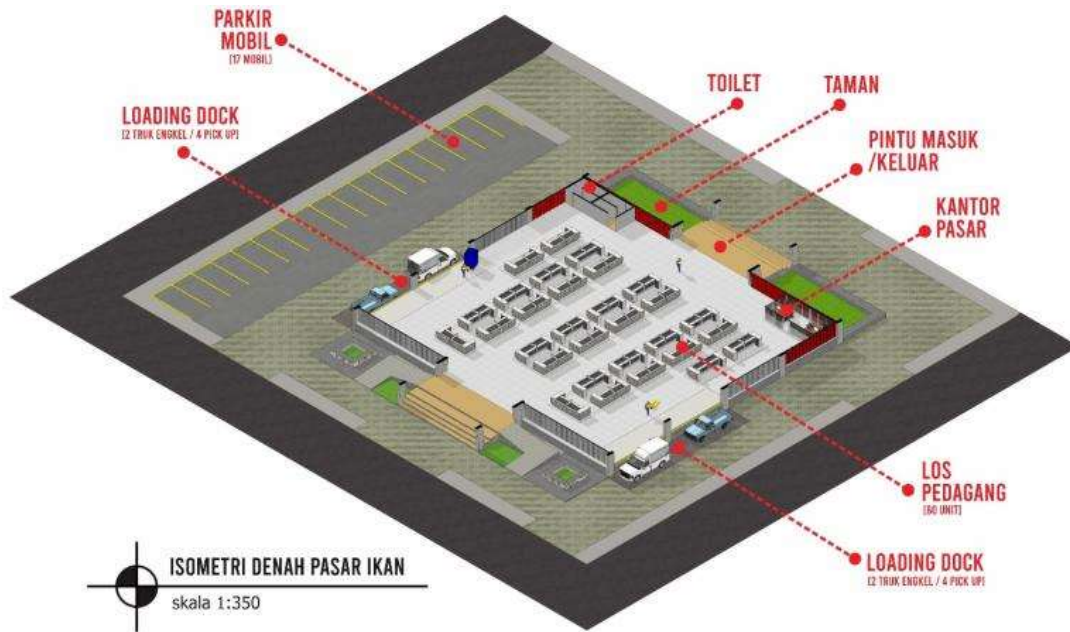 PARKIR
MOBIL
[17 MOBIL]
LOADING DOCK
[2 TRUK ENGKEL / 4 PICK UP]
TOILET
TAMAN
PINTU MASUK
/KELUAR
KANTOR
PASAR
LOS
PEDAGANG
[60 UNIT]
LOADING DOCK
[2 TRUK ENGKEL / 4 PICK UP]
ISOMETRI DENAH PASAR IKAN
skala 1:350